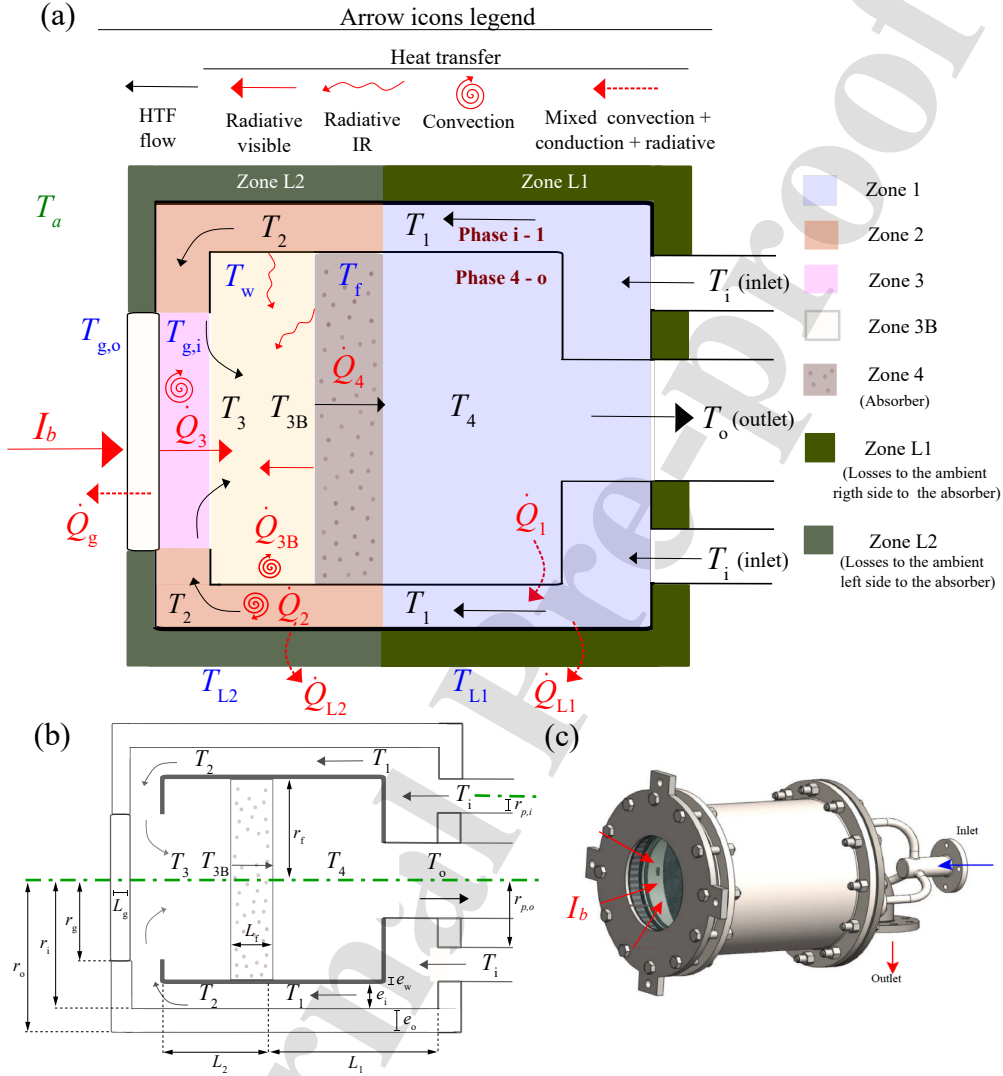 (a)
Arrow icons legend
Heat transfer
HTF
flow
Radiative
visible
Radiative
IR
Convection
Mixed convection +
conduction + radiative
Zone L2
Zone L1
T_a
T_2
T_1
Phase i - 1
Phase 4 - o
T_w
T_f
T_i (inlet)
T_g,o
T_g,i
Q̇_4
T_3
T_3B
T_4
T_o (outlet)
I_b
Q̇_3
Q̇_g
Q̇_3B
Q̇_1
T_i (inlet)
T_2
Q̇_2
T_1
T_L2
Q̇_L2
T_L1
Q̇_L1
Zone 1
Zone 2
Zone 3
Zone 3B
Zone 4
(Absorber)
Zone L1
(Losses to the ambient
rigth side to the absorber)
Zone L2
(Losses to the ambient
left side to the absorber)
(b)
T_2
T_1
T_i
r_p,i
r_f
T_3
T_3B
T_4
T_o
L_g
r_g
r_i
r_o
L_f
r_p,o
T_i
e_w
T_2
T_1
e_i
e_o
L_2
L_1
(c)
Inlet
I_b
Outlet
Journal Pre-proof